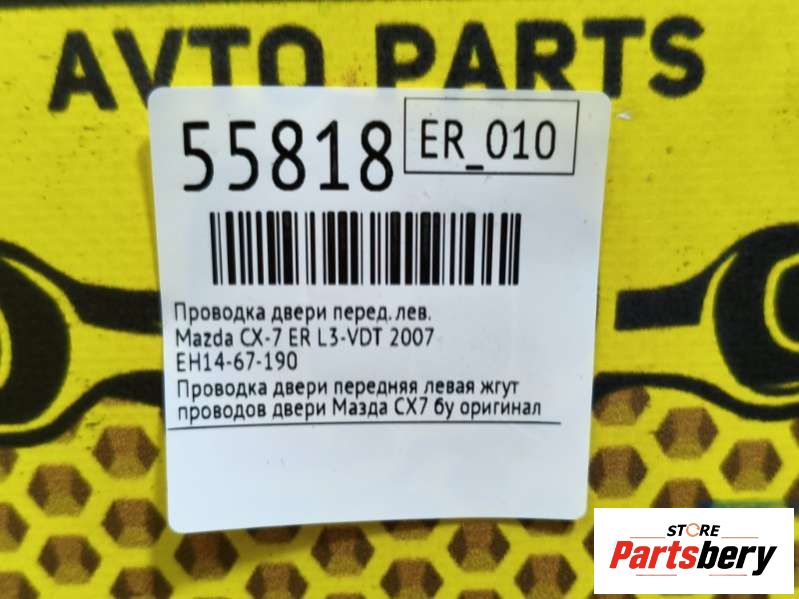 AVTO PARTS
55818
ER_010
Проводка двери перед. лев.
Mazda CX-7 ER L3-VDT 2007
EH14-67-190
Проводка двери передняя левая жгут
проводов двери Мазда СХ7 бу оригинал
STORE
Partsbery